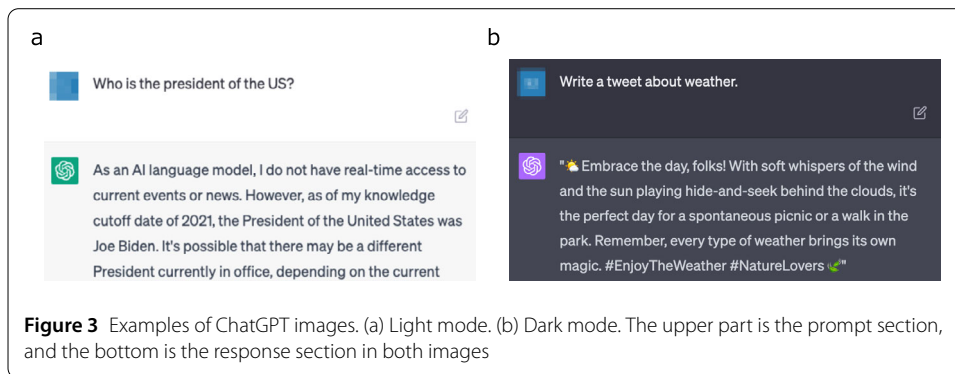 a
Who is the president of the US?
As an AI language model, I do not have real-time access to
current events or news. However, as of my knowledge
cutoff date of 2021, the President of the United States was
Joe Biden. It's possible that there may be a different
President currently in office, depending on the current
b
Write a tweet about weather.
"🌤️ Embrace the day, folks! With soft whispers of the wind
and the sun playing hide-and-seek behind the clouds, it's
the perfect day for a spontaneous picnic or a walk in the
park. Remember, every type of weather brings its own
magic. #EnjoyTheWeather #NatureLovers 🍃"
Figure 3 Examples of ChatGPT images. (a) Light mode. (b) Dark mode. The upper part is the prompt section,
and the bottom is the response section in both images